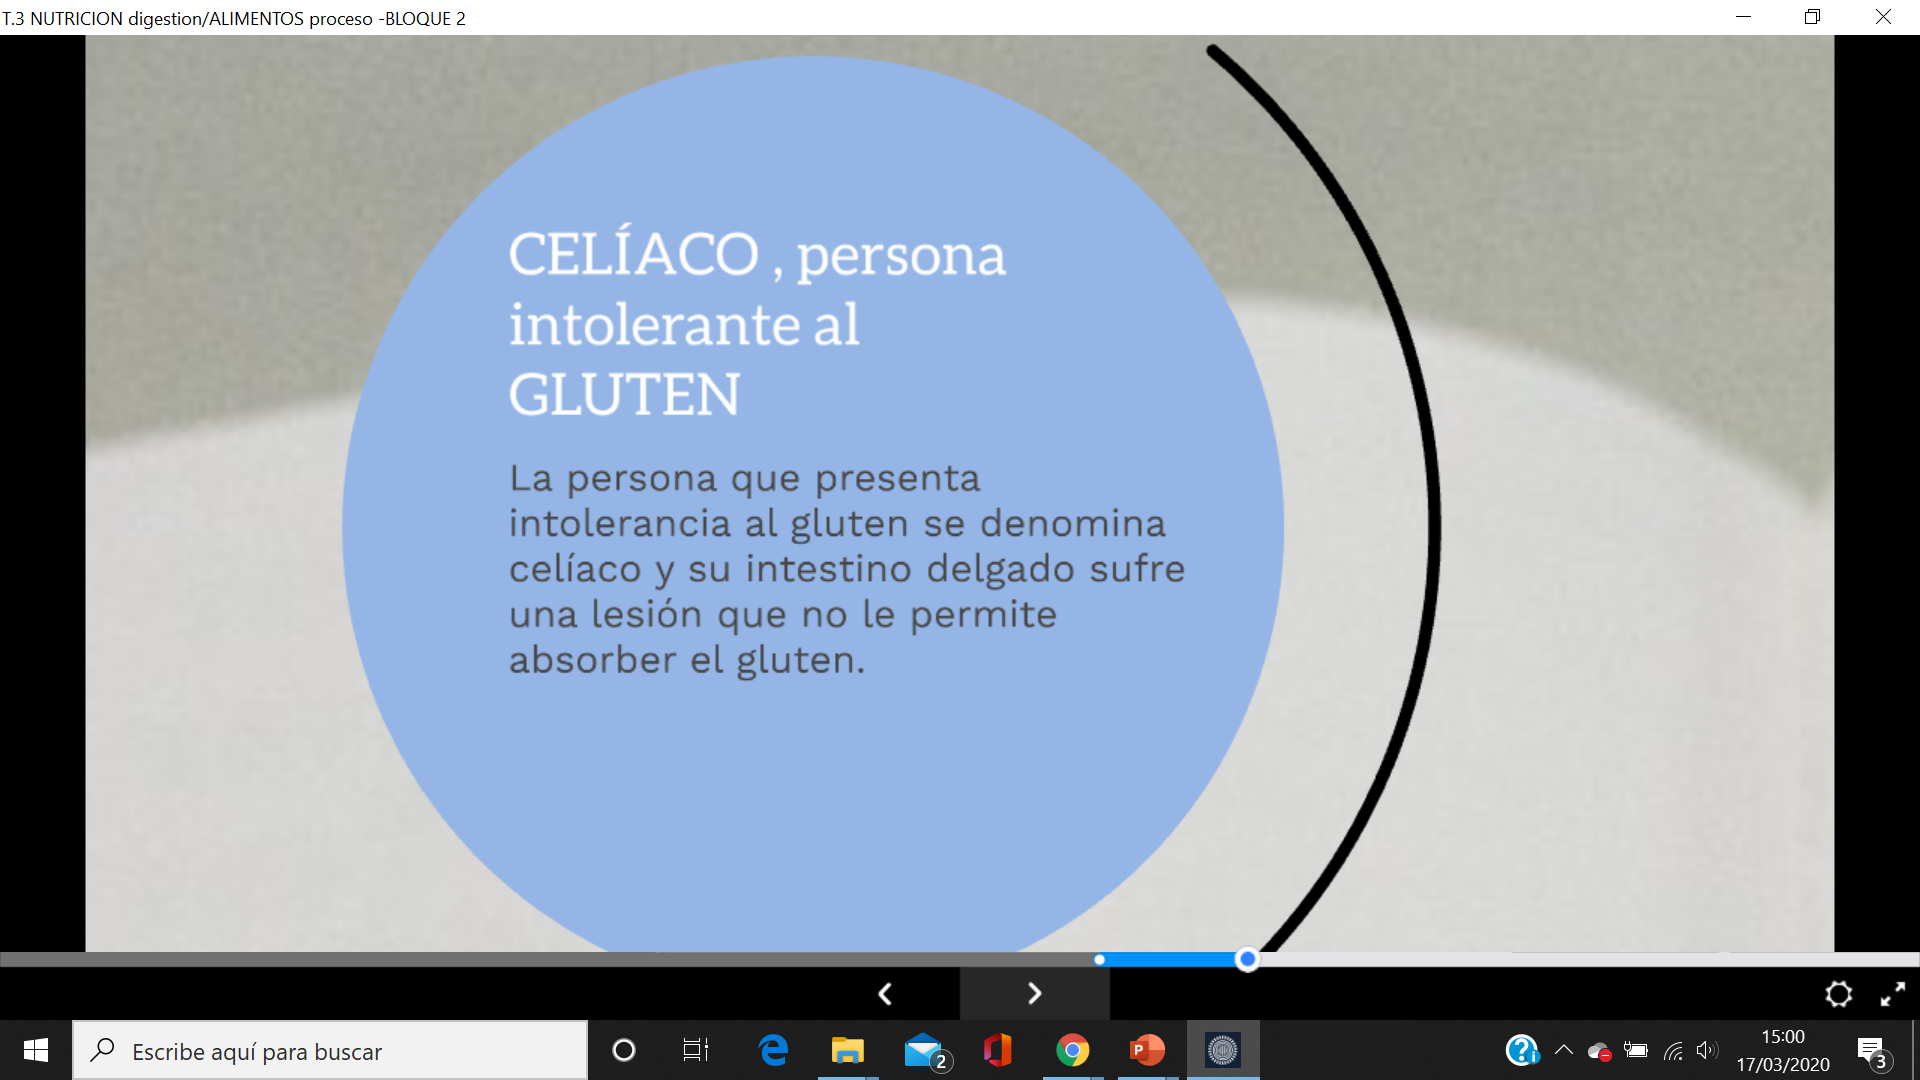 T.3 NUTRICION digestion/ALIMENTOS proceso -BLOQUE 2
CELÍACO , persona
intolerante al
GLUTEN
La persona que presenta
intolerancia al gluten se denomina
celíaco y su intestino delgado sufre
una lesión que no le permite
absorber el gluten.
Escribe aquí para buscar
2
P
15:00
17/03/2020
3